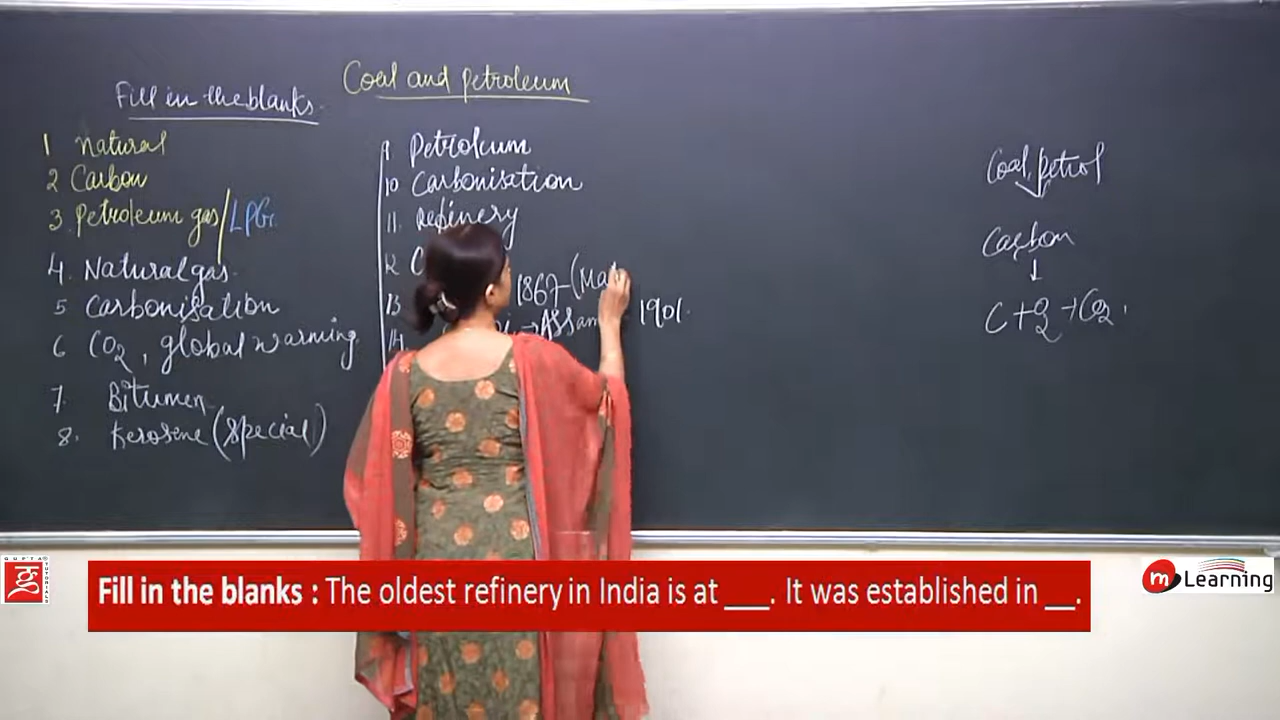 Coal and Petroleum
Fill in the blanks.
1 Natural
2 Carbon
3. Petroleum gas/LPG.
4. Natural gas.
5 Carbonisation
6 CO2, global warming
7. Bitumen
8. Kerosene (Special)
9. Petroleum
10 Carbonisation
11. Refinery
12 C
13 1867-(Ma
14. → Assam 1901.
Coal, Petrol
Carbon
↓
C + O2 → CO2.
Fill in the blanks : The oldest refinery in India is at ___. It was established in __.
GUPTA
TUTORIALS
m Learning